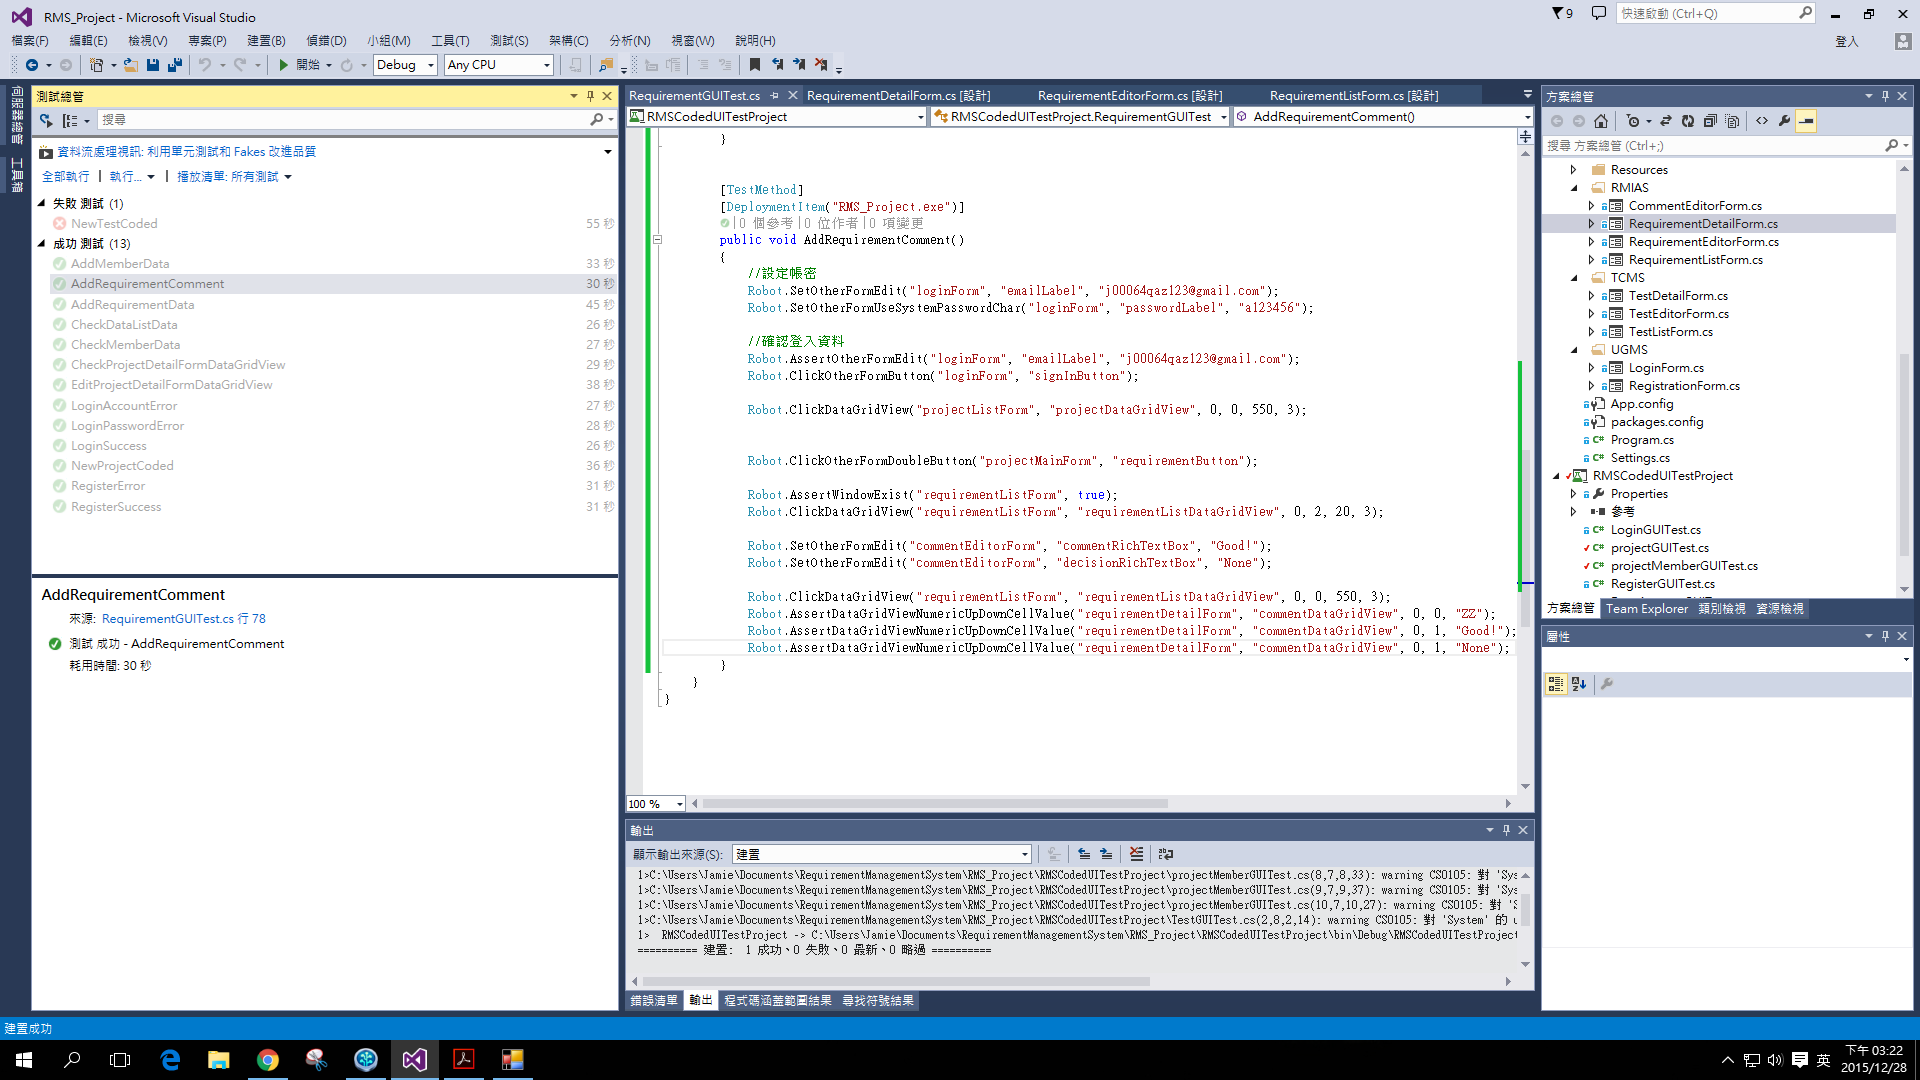 RMS_Project - Microsoft Visual Studio
9
快速啟動 (Ctrl+Q)
檔案(F) 編輯(E) 檢視(V) 專案(P) 建置(B) 偵錯(D) 小組(M) 工具(T) 測試(S) 架構(C) 分析(N) 視窗(W) 說明(H)
登入
開始 Debug Any CPU
伺服器總管
工具箱
測試總管
搜尋
資料流處理視訊: 利用單元測試和 Fakes 改進品質
全部執行 | 執行... | 播放清單: 所有測試
失敗 測試 (1)
NewTestCoded 55 秒
成功 測試 (13)
AddMemberData 33 秒
AddRequirementComment 30 秒
AddRequirementData 45 秒
CheckDataListData 26 秒
CheckMemberData 27 秒
CheckProjectDetailFormDataGridView 29 秒
EditProjectDetailFormDataGridView 38 秒
LoginAccountError 27 秒
LoginPasswordError 28 秒
LoginSuccess 26 秒
NewProjectCoded 36 秒
RegisterError 31 秒
RegisterSuccess 31 秒
AddRequirementComment
來源: RequirementGUITest.cs 行 78
測試 成功 - AddRequirementComment
耗用時間: 30 秒
RequirementGUITest.cs RequirementDetailForm.cs [設計] RequirementEditorForm.cs [設計] RequirementListForm.cs [設計]
RMSCodedUITestProject RMSCodedUITestProject.RequirementGUITest AddRequirementComment()
}
[TestMethod]
[DeploymentItem("RMS_Project.exe")]
|0 個參考|0 位作者|0 項變更
public void AddRequirementComment()
{
//設定帳密
Robot.SetOtherFormEdit("loginForm", "emailLabel", "j00064qaz123@gmail.com");
Robot.SetOtherFormUseSystemPasswordChar("loginForm", "passwordLabel", "a123456");
//確認登入資料
Robot.AssertOtherFormEdit("loginForm", "emailLabel", "j00064qaz123@gmail.com");
Robot.ClickOtherFormButton("loginForm", "signInButton");
Robot.ClickDataGridView("projectListForm", "projectDataGridView", 0, 0, 550, 3);
Robot.ClickOtherFormDoubleButton("projectMainForm", "requirementButton");
Robot.AssertWindowExist("requirementListForm", true);
Robot.ClickDataGridView("requirementListForm", "requirementListDataGridView", 0, 2, 20, 3);
Robot.SetOtherFormEdit("commentEditorForm", "commentRichTextBox", "Good!");
Robot.SetOtherFormEdit("commentEditorForm", "decisionRichTextBox", "None");
Robot.ClickDataGridView("requirementListForm", "requirementListDataGridView", 0, 0, 550, 3);
Robot.AssertDataGridViewNumericUpDownCellValue("requirementDetailForm", "commentDataGridView", 0, 0, "ZZ");
Robot.AssertDataGridViewNumericUpDownCellValue("requirementDetailForm", "commentDataGridView", 0, 1, "Good!");
Robot.AssertDataGridViewNumericUpDownCellValue("requirementDetailForm", "commentDataGridView", 0, 1, "None");
}
}
}
100 %
輸出
顯示輸出來源(S): 建置
1>C:\Users\Jamie\Documents\RequirementManagementSystem\RMS_Project\RMSCodedUITestProject\projectMemberGUITest.cs(8,7,8,33): warning CS0105: 對 'Sys
1>C:\Users\Jamie\Documents\RequirementManagementSystem\RMS_Project\RMSCodedUITestProject\projectMemberGUITest.cs(9,7,9,37): warning CS0105: 對 'Sys
1>C:\Users\Jamie\Documents\RequirementManagementSystem\RMS_Project\RMSCodedUITestProject\projectMemberGUITest.cs(10,7,10,27): warning CS0105: 對 'S
1>C:\Users\Jamie\Documents\RequirementManagementSystem\RMS_Project\RMSCodedUITestProject\TestGUITest.cs(2,8,2,14): warning CS0105: 對 'System' 的 u
1> RMSCodedUITestProject -> C:\Users\Jamie\Documents\RequirementManagementSystem\RMS_Project\RMSCodedUITestProject\bin\Debug\RMSCodedUITestProject
========== 建置: 1 成功、0 失敗、0 最新、0 略過 ==========
錯誤清單 輸出 程式碼涵蓋範圍結果 尋找符號結果
方案總管
搜尋 方案總管 (Ctrl+;)
Resources
RMIAS
CommentEditorForm.cs
RequirementDetailForm.cs
RequirementEditorForm.cs
RequirementListForm.cs
TCMS
TestDetailForm.cs
TestEditorForm.cs
TestListForm.cs
UGMS
LoginForm.cs
RegistrationForm.cs
App.config
packages.config
Program.cs
Settings.cs
RMSCodedUITestProject
Properties
參考
LoginGUITest.cs
projectGUITest.cs
projectMemberGUITest.cs
RegisterGUITest.cs
方案總管 Team Explorer 類別檢視 資源檢視
屬性
建置成功
英
下午 03:22
2015/12/28